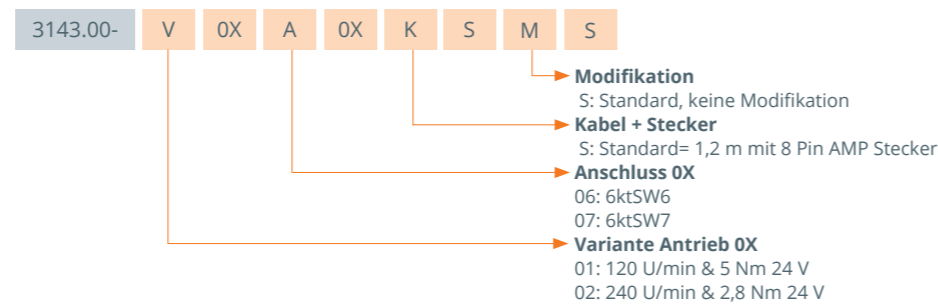 3143.00- V 0X A 0X K S M S
Modifikation
S: Standard, keine Modifikation
Kabel + Stecker
S: Standard= 1,2 m mit 8 Pin AMP Stecker
Anschluss 0X
06: 6ktSW6
07: 6ktSW7
Variante Antrieb 0X
01: 120 U/min & 5 Nm 24 V
02: 240 U/min & 2,8 Nm 24 V